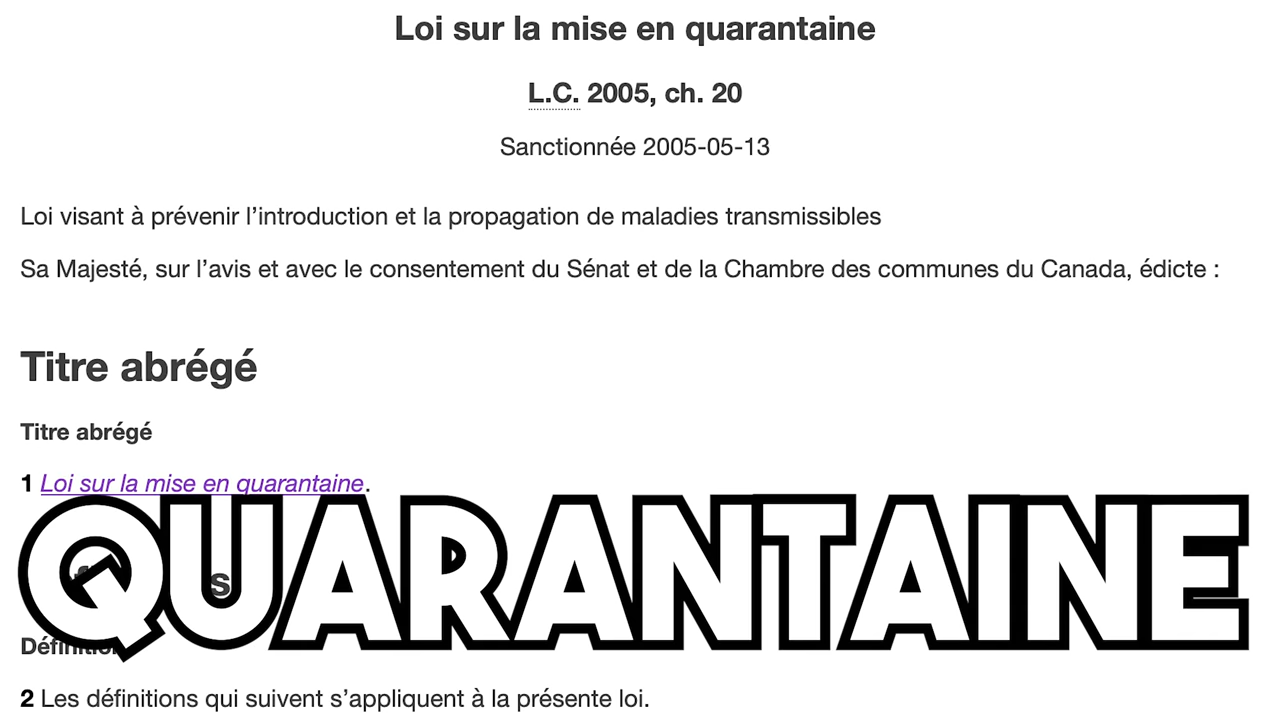 Loi sur la mise en quarantaine
L.C. 2005, ch. 20
Sanctionnée 2005-05-13
Loi visant à prévenir l’introduction et la propagation de maladies transmissibles
Sa Majesté, sur l’avis et avec le consentement du Sénat et de la Chambre des communes du Canada, édicte :
Titre abrégé
Titre abrégé
1 Loi sur la mise en quarantaine.
QUARANTAINE
2 Les définitions qui suivent s’appliquent à la présente loi.